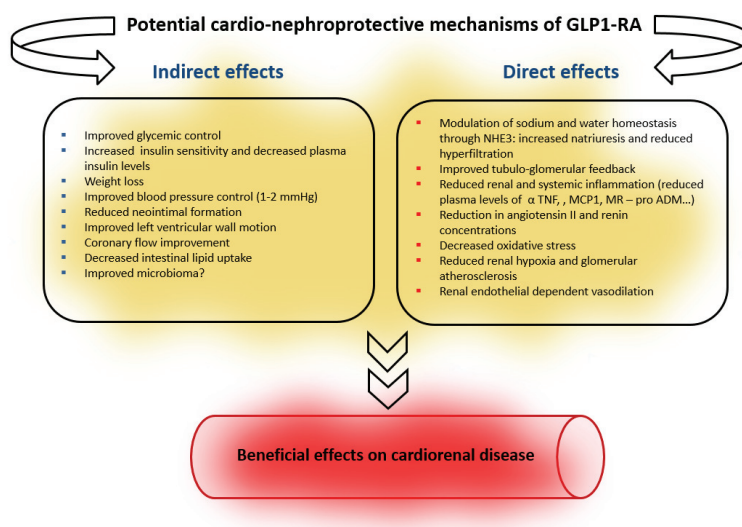 Potential cardio-nephroprotective mechanisms of GLP1-RA
Indirect effects
Improved glycemic control
Increased insulin sensitivity and decreased plasma
insulin levels
Weight loss
Improved blood pressure control (1-2 mmHg)
Reduced neointimal formation
Improved left ventricular wall motion
Coronary flow improvement
Decreased intestinal lipid uptake
Improved microbioma?
Direct effects
Modulation of sodium and water homeostasis
through NHE3: increased natriuresis and reduced
hyperfiltration
Improved tubulo-glomerular feedback
Reduced renal and systemic inflammation (reduced
plasma levels of α TNF, , MCP1, MR – pro ADM...)
Reduction in angiotensin II and renin
concentrations
Decreased oxidative stress
Reduced renal hypoxia and glomerular
atherosclerosis
Renal endothelial dependent vasodilation
Beneficial effects on cardiorenal disease